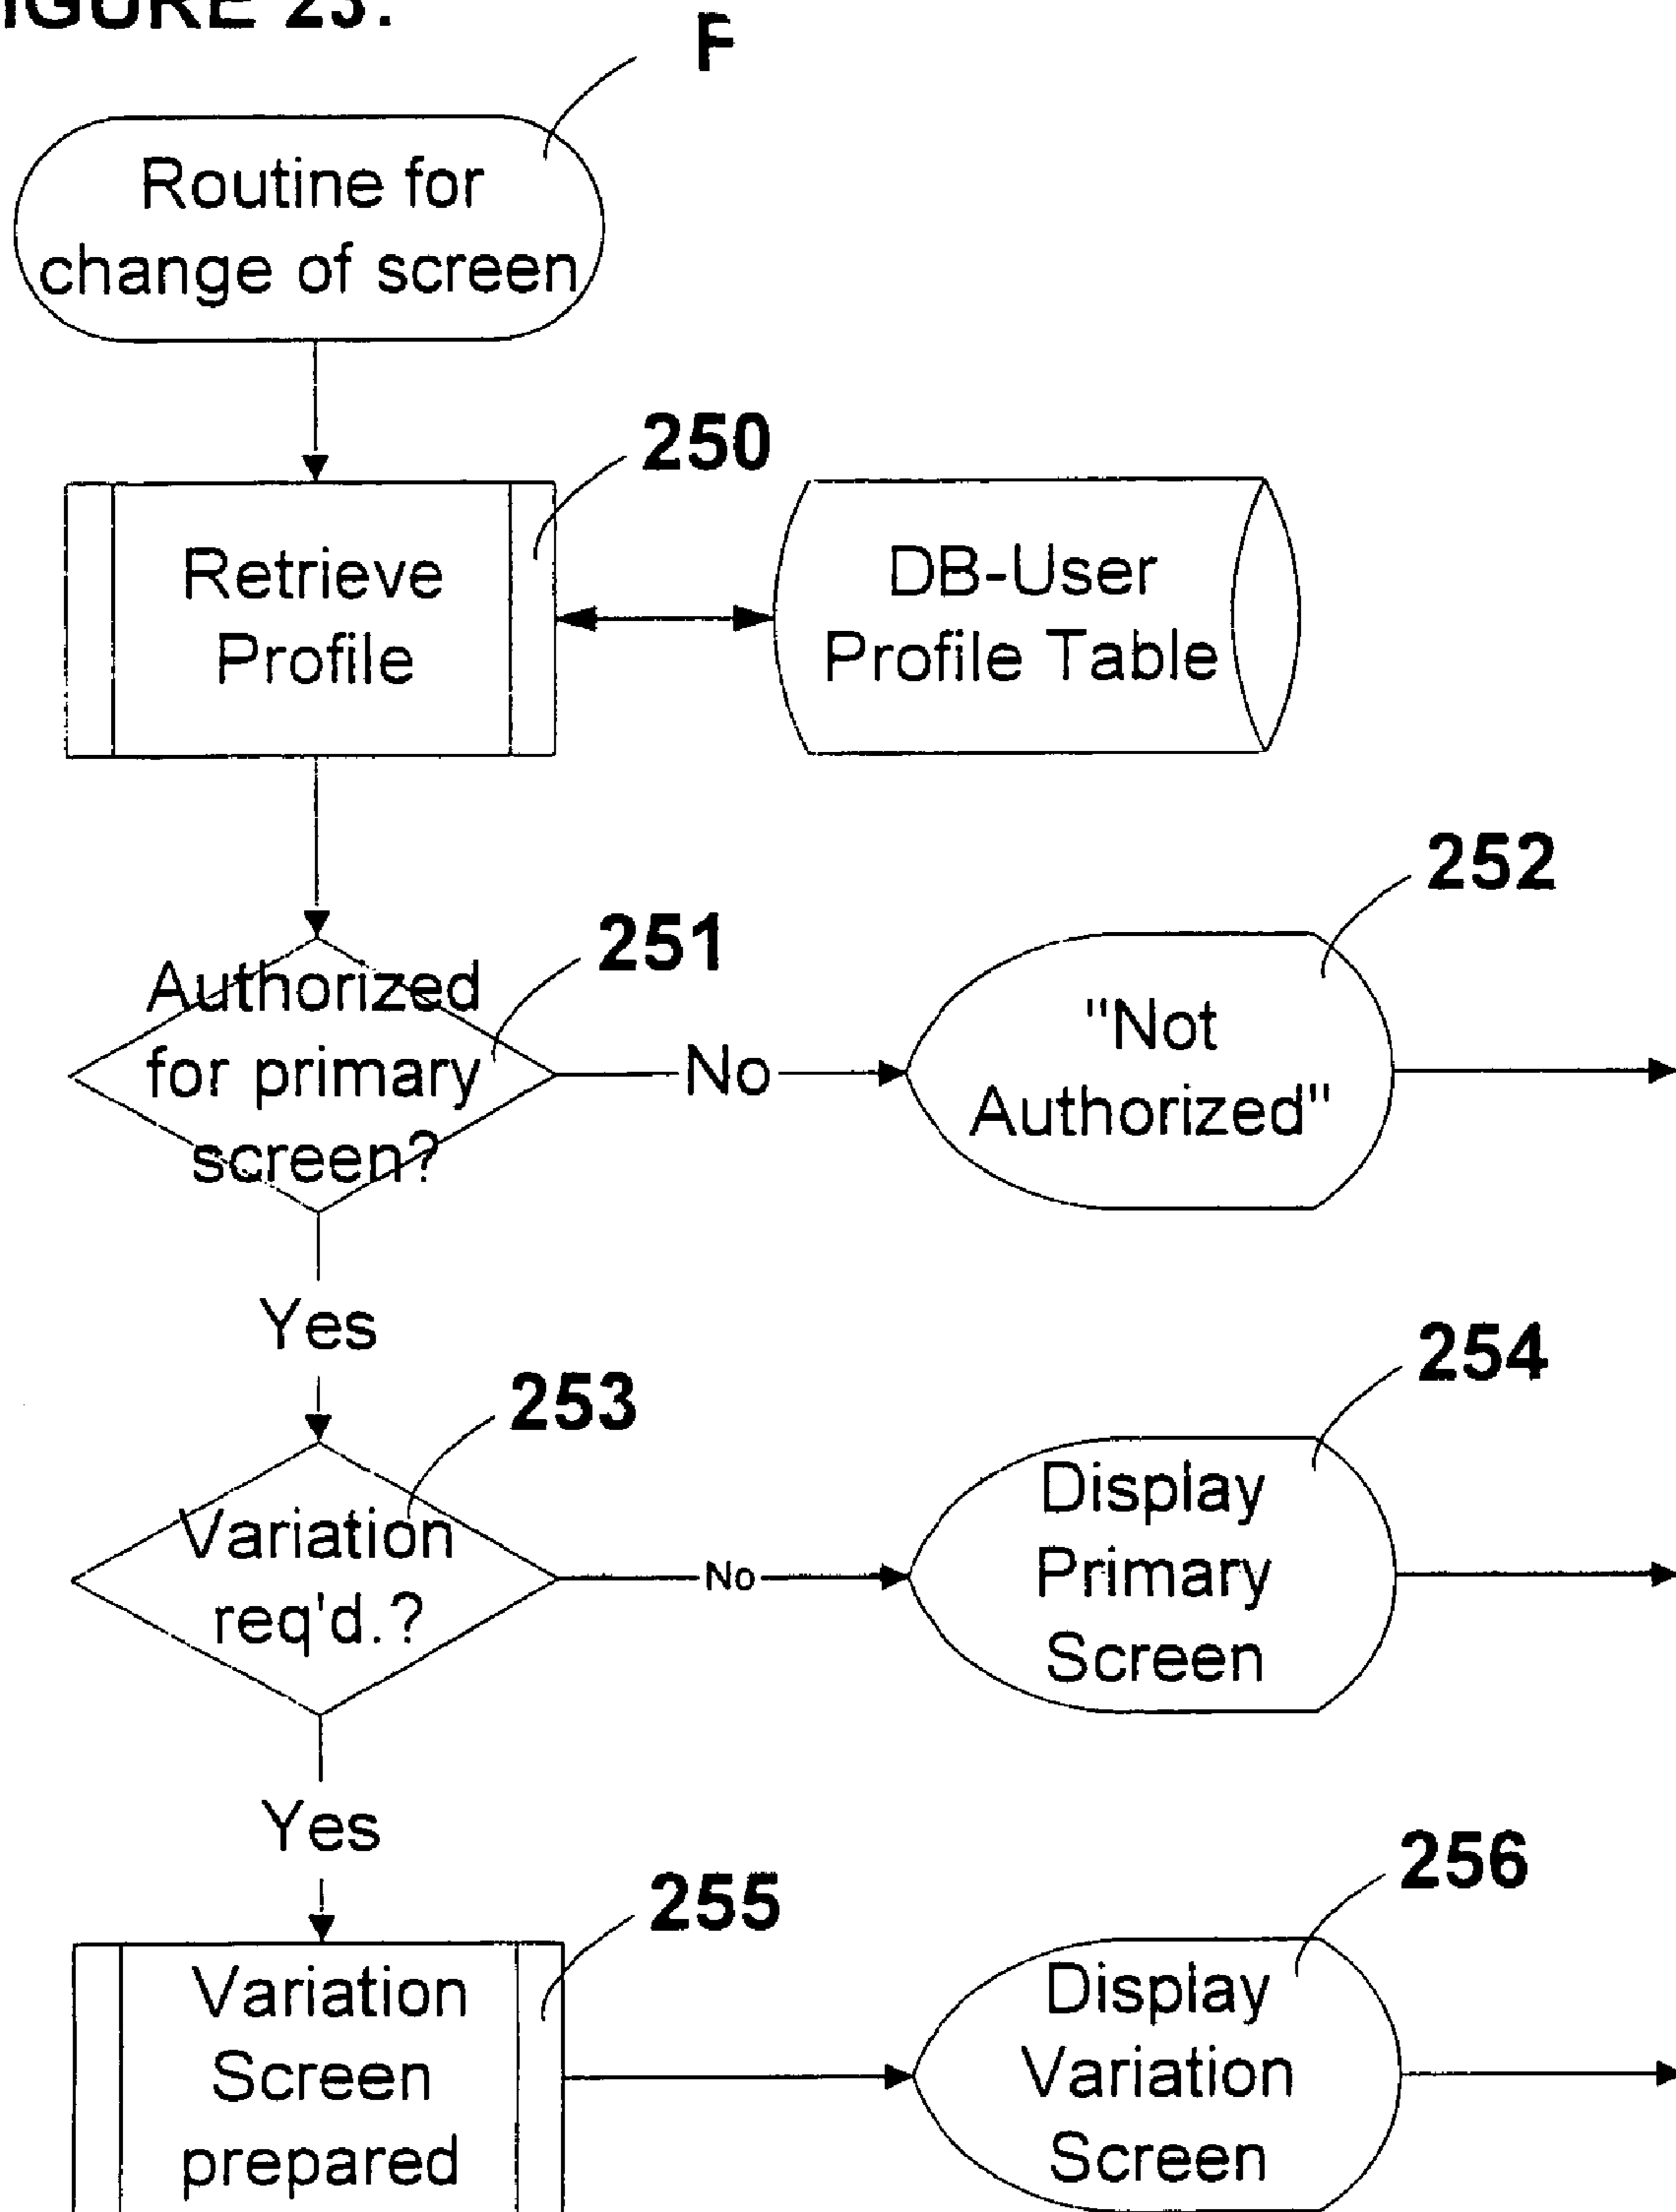 IGURE 23.
F
Routine for
change of screen
250
Retrieve
Profile
DB-User
Profile Table
251
252
Authorized
for primary
screen?
No
"Not
Authorized"
Yes
253
254
Variation
req'd.?
No
Display
Primary
Screen
Yes
255
256
Variation
Screen
prepared
Display
Variation
Screen